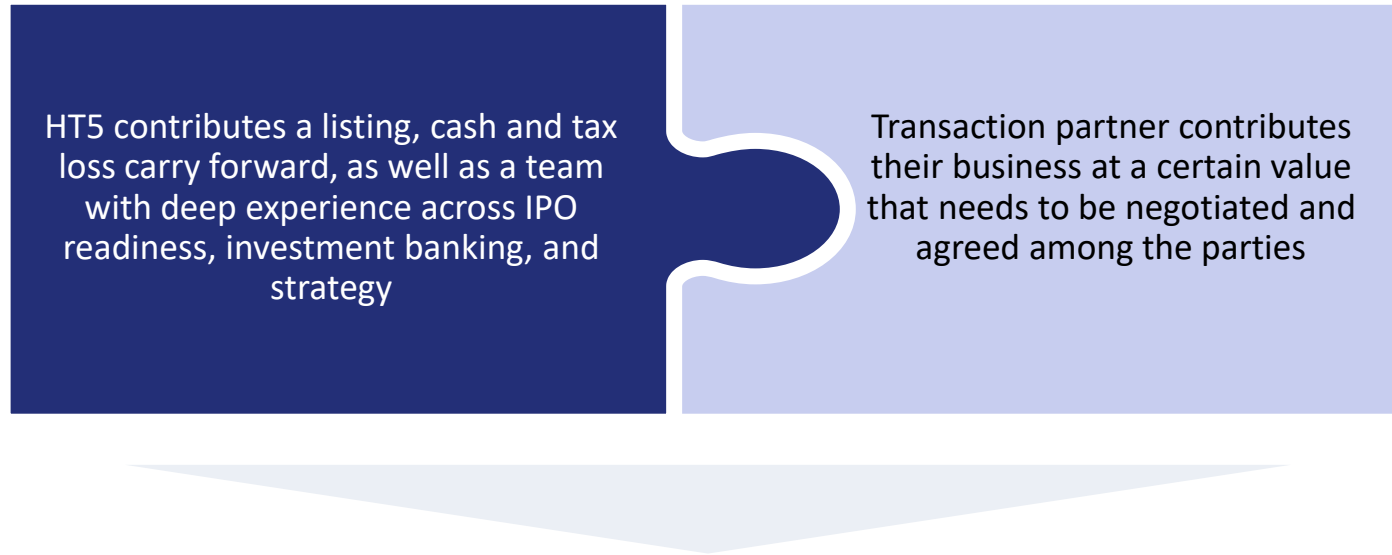 HT5 contributes a listing, cash and tax
loss carry forward, as well as a team
with deep experience across IPO
readiness, investment banking, and
strategy
Transaction partner contributes
their business at a certain value
that needs to be negotiated and
agreed among the parties